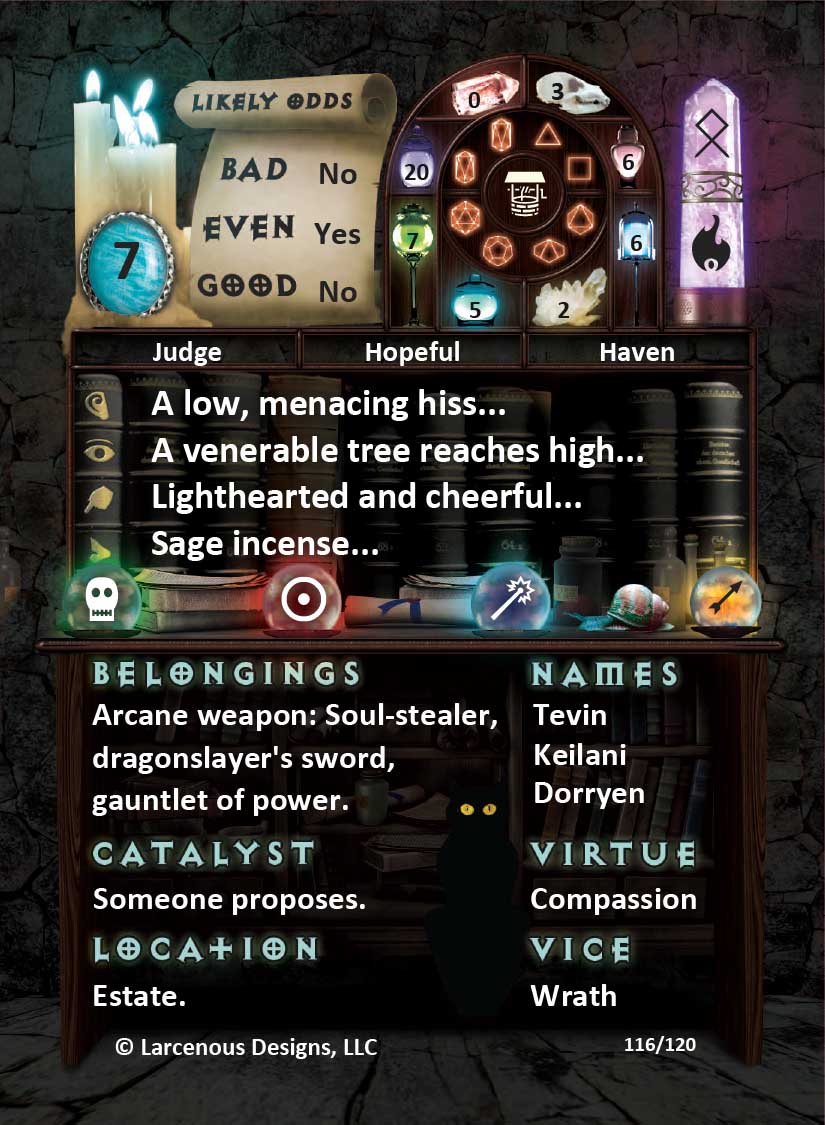 LIKELY ODDS
BAD No
EVEN Yes
GOOD No
7
0
3
20
6
7
6
5
2
Judge Hopeful Haven
A low, menacing hiss...
A venerable tree reaches high...
Lighthearted and cheerful...
Sage incense...
BELONGINGS
Arcane weapon: Soul-stealer,
dragonslayer's sword,
gauntlet of power.
NAMES
Tevin
Keilani
Dorryen
CATALYST
Someone proposes.
VIRTUE
Compassion
LOCATION
Estate.
VICE
Wrath
© Larcenous Designs, LLC
116/120